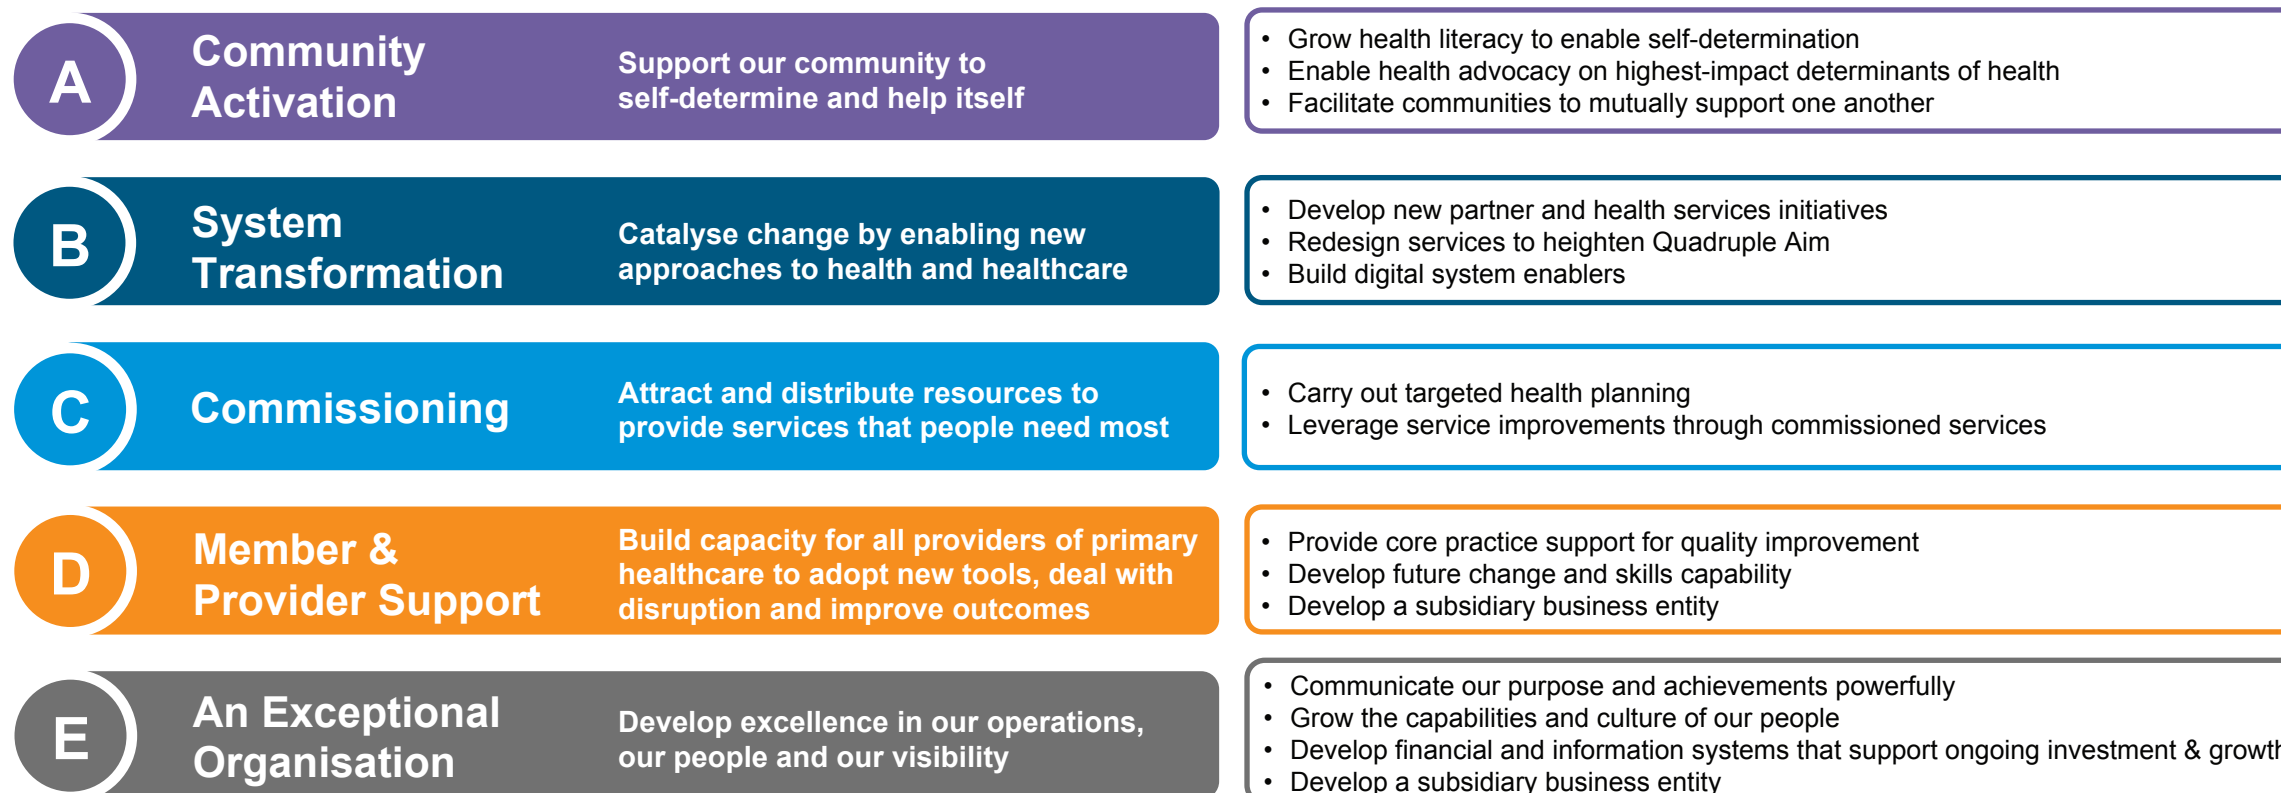 A
Community
Activation
Support our community to
self-determine and help itself
• Grow health literacy to enable self-determination
• Enable health advocacy on highest-impact determinants of health
• Facilitate communities to mutually support one another
B
System
Transformation
Catalyse change by enabling new
approaches to health and healthcare
• Develop new partner and health services initiatives
• Redesign services to heighten Quadruple Aim
• Build digital system enablers
C
Commissioning
Attract and distribute resources to
provide services that people need most
• Carry out targeted health planning
• Leverage service improvements through commissioned services
D
Member &
Provider Support
Build capacity for all providers of primary
healthcare to adopt new tools, deal with
disruption and improve outcomes
• Provide core practice support for quality improvement
• Develop future change and skills capability
• Develop a subsidiary business entity
E
An Exceptional
Organisation
Develop excellence in our operations,
our people and our visibility
• Communicate our purpose and achievements powerfully
• Grow the capabilities and culture of our people
• Develop financial and information systems that support ongoing investment & growth
• Develop a subsidiary business entity